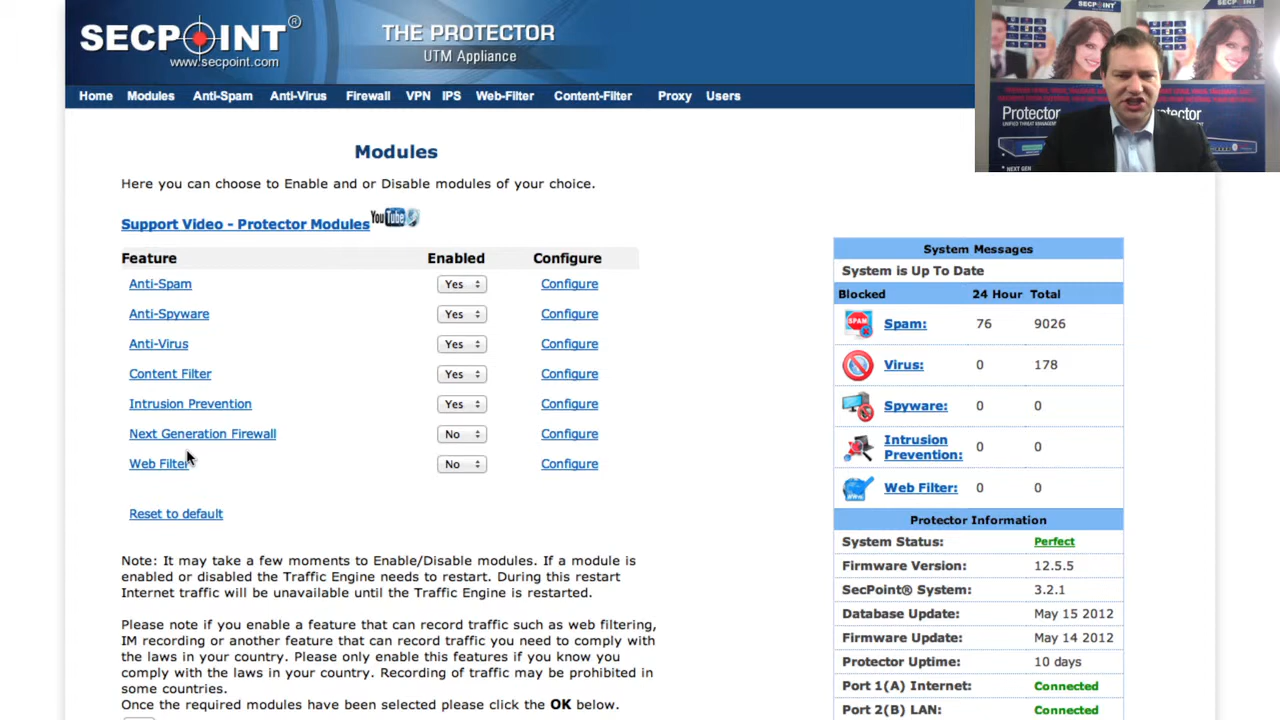 SECPOINT®
www.secpoint.com
THE PROTECTOR
UTM Appliance
Home Modules Anti-Spam Anti-Virus Firewall VPN IPS Web-Filter Content-Filter Proxy Users
Modules
Here you can choose to Enable and or Disable modules of your choice.
Support Video - Protector Modules YouTube
Feature Enabled Configure
Anti-Spam Yes Configure
Anti-Spyware Yes Configure
Anti-Virus Yes Configure
Content Filter Yes Configure
Intrusion Prevention Yes Configure
Next Generation Firewall No Configure
Web Filter No Configure
Reset to default
Note: It may take a few moments to Enable/Disable modules. If a module is
enabled or disabled the Traffic Engine needs to restart. During this restart
Internet traffic will be unavailable until the Traffic Engine is restarted.
Please note if you enable a feature that can record traffic such as web filtering,
IM recording or another feature that can record traffic you need to comply with
the laws in your country. Please only enable this features if you know you
comply with the laws in your country. Recording of traffic may be prohibited in
some countries.
Once the required modules have been selected please click the OK below.
SECPOINT
SECPOINT
Protector
UNIFIED THREAT MANAGEMENT
NEXT GEN
System Messages
System is Up To Date
Blocked 24 Hour Total
SPAM Spam: 76 9026
Virus: 0 178
Spyware: 0 0
Intrusion
Prevention: 0 0
Web Filter: 0 0
Protector Information
System Status: Perfect
Firmware Version: 12.5.5
SecPoint® System: 3.2.1
Database Update: May 15 2012
Firmware Update: May 14 2012
Protector Uptime: 10 days
Port 1(A) Internet: Connected
Port 2(B) LAN: Connected